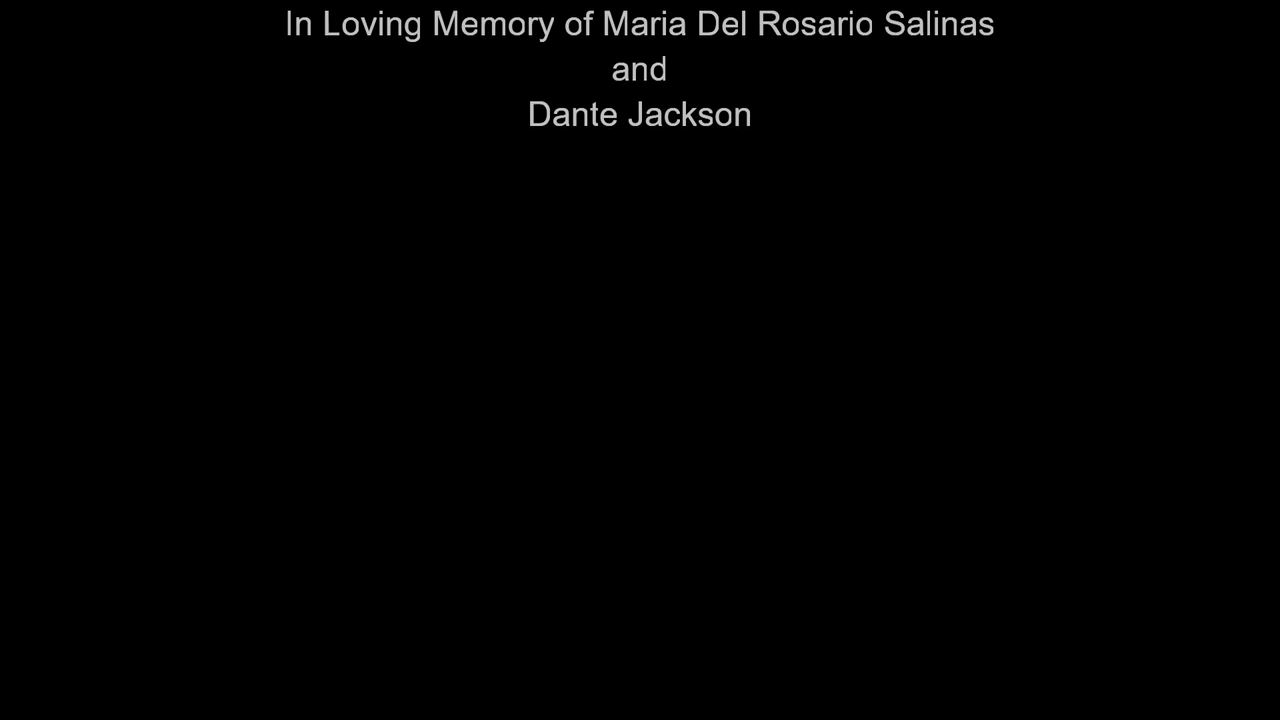 In Loving Memory of Maria Del Rosario Salinas
and
Dante Jackson